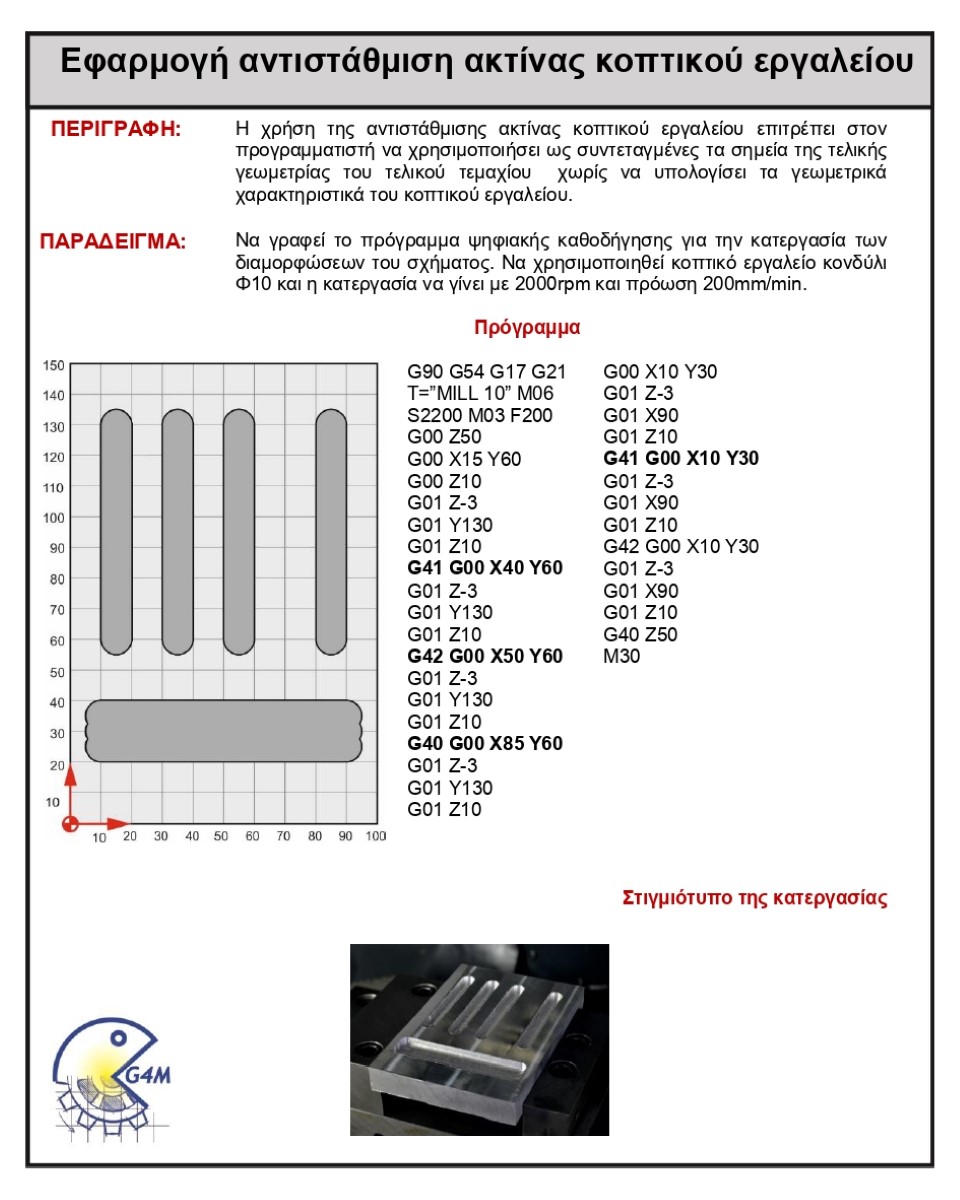 Εφαρμογή αντιστάθμιση ακτίνας κοπτικού εργαλείου
ΠΕΡΙΓΡΑΦΗ:
Η χρήση της αντιστάθμισης ακτίνας κοπτικού εργαλείου επιτρέπει στον
προγραμματιστή να χρησιμοποιήσει ως συντεταγμένες τα σημεία της τελικής
γεωμετρίας του τελικού τεμαχίου χωρίς να υπολογίσει τα γεωμετρικά
χαρακτηριστικά του κοπτικού εργαλείου.
ΠΑΡΑΔΕΙΓΜΑ:
Να γραφεί το πρόγραμμα ψηφιακής καθοδήγησης για την κατεργασία των
διαμορφώσεων του σχήματος. Να χρησιμοποιηθεί κοπτικό εργαλείο κονδύλι
Φ10 και η κατεργασία να γίνει με 2000rpm και πρόωση 200mm/min.
Πρόγραμμα
150
140
130
120
110
100
90
80
70
60
50
40
30
20
10
10 20 30 40 50 60 70 80 90 100
G90 G54 G17 G21
T=”MILL 10” M06
S2200 M03 F200
G00 Z50
G00 X15 Y60
G00 Z10
G01 Z-3
G01 Y130
G01 Z10
G41 G00 X40 Y60
G01 Z-3
G01 Y130
G01 Z10
G42 G00 X50 Y60
G01 Z-3
G01 Y130
G01 Z10
G40 G00 X85 Y60
G01 Z-3
G01 Y130
G01 Z10
G00 X10 Y30
G01 Z-3
G01 X90
G01 Z10
G41 G00 X10 Y30
G01 Z-3
G01 X90
G01 Z10
G42 G00 X10 Y30
G01 Z-3
G01 X90
G01 Z10
G40 Z50
M30
Στιγμιότυπο της κατεργασίας
G4M